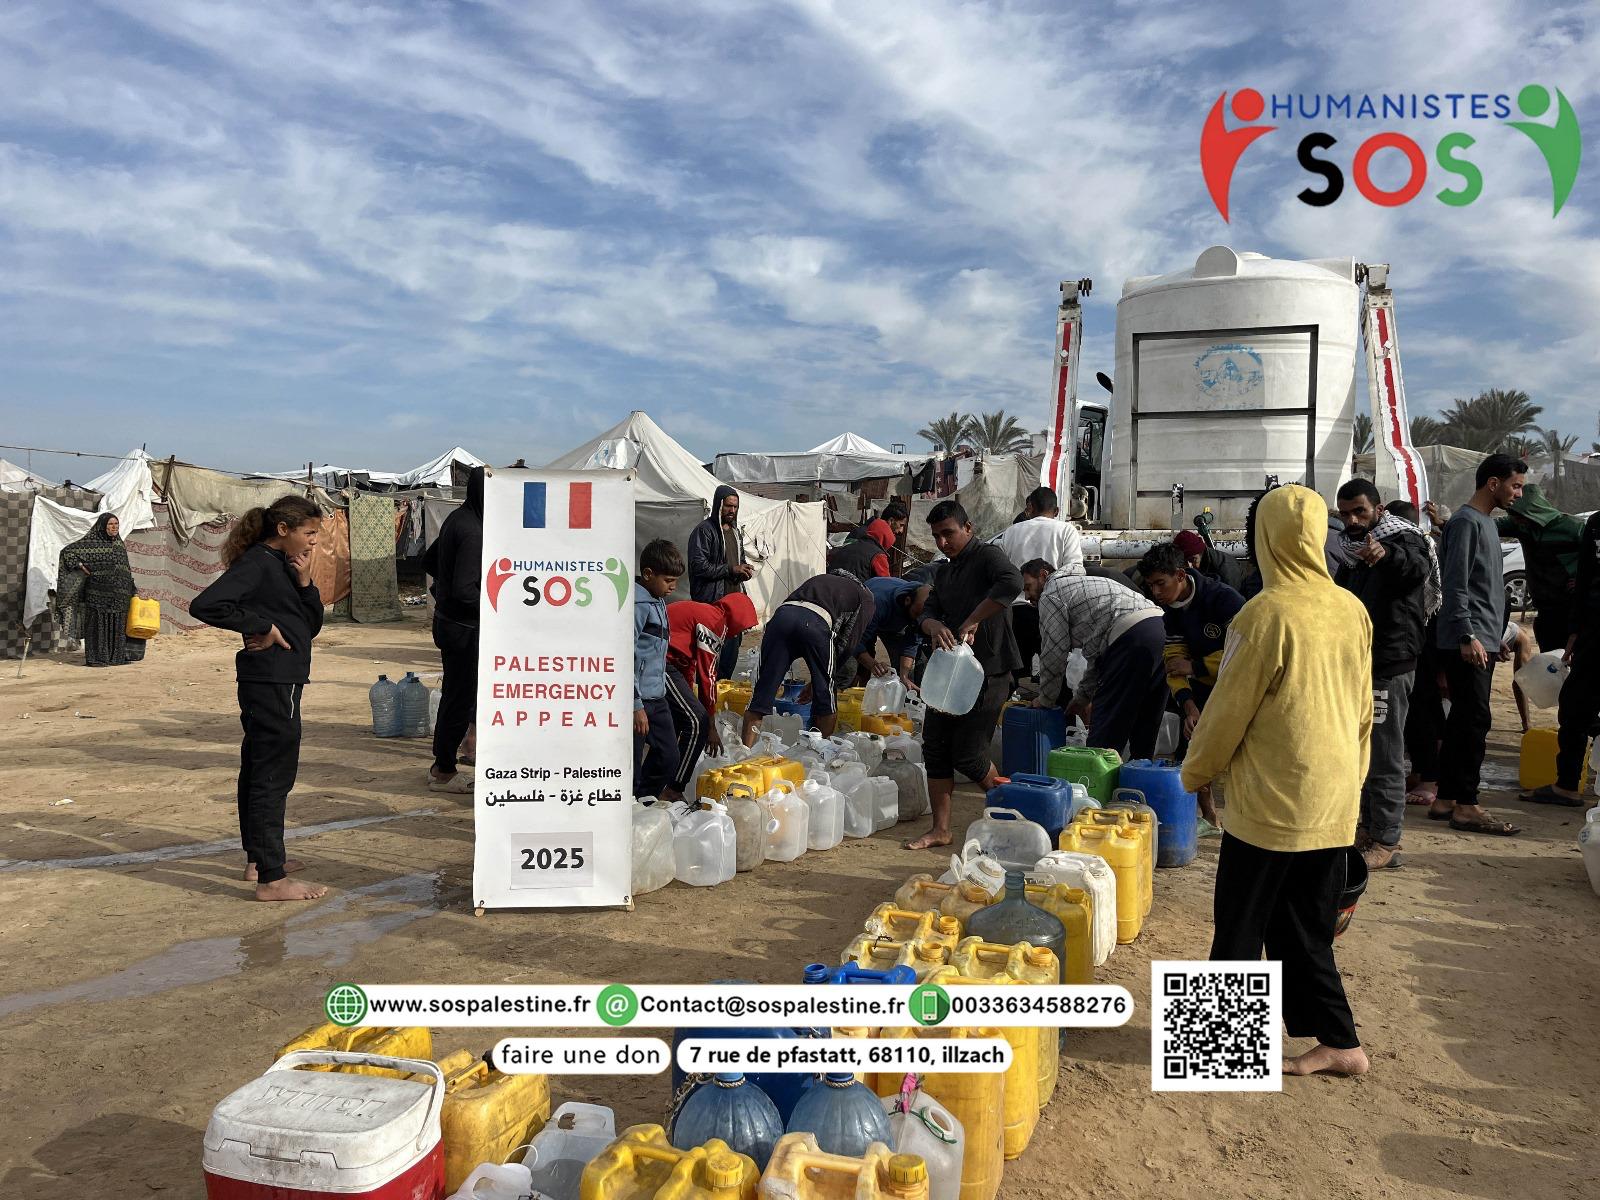 HUMANISTES
SOS
HUMANISTES
SOS
PALESTINE
EMERGENCY
APPEAL
Gaza Strip - Palestine
قطاع غزة - فلسطين
2025
www.sospalestine.fr
Contact@sospalestine.fr
0033634588276
faire une don
7 rue de pfastatt, 68110, illzach